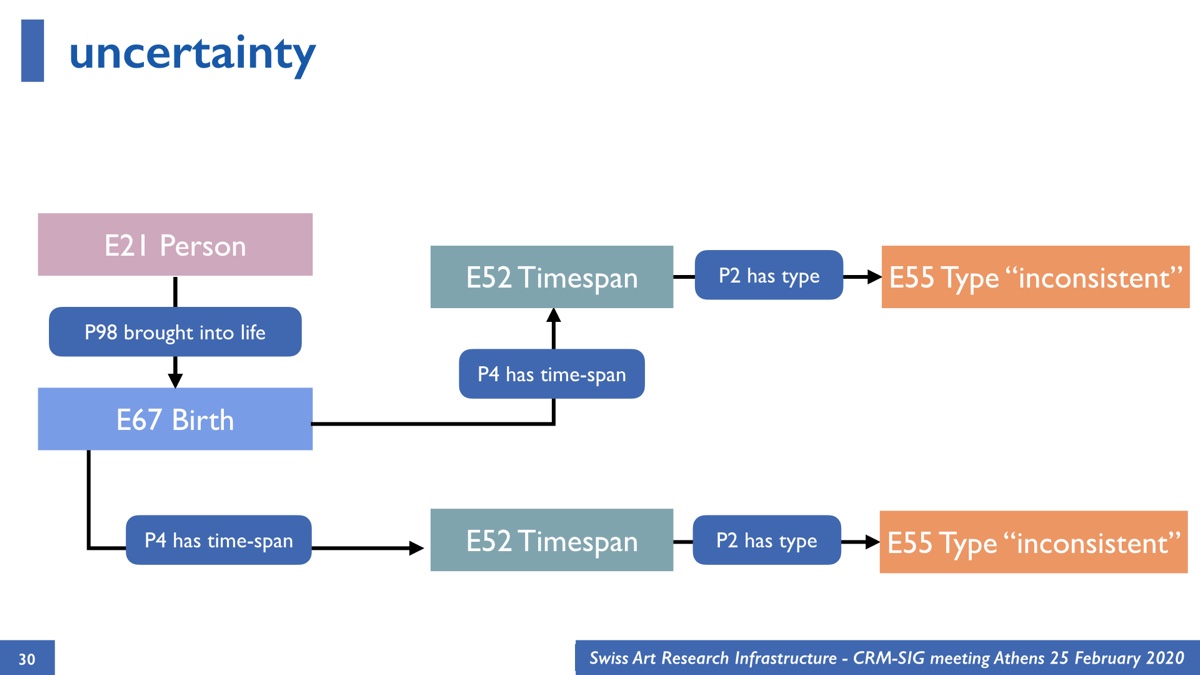 uncertainty
E21 Person
P98 brought into life
E67 Birth
E52 Timespan
P2 has type
E55 Type “inconsistent”
P4 has time-span
P4 has time-span
E52 Timespan
P2 has type
E55 Type “inconsistent”
30
Swiss Art Research Infrastructure - CRM-SIG meeting Athens 25 February 2020